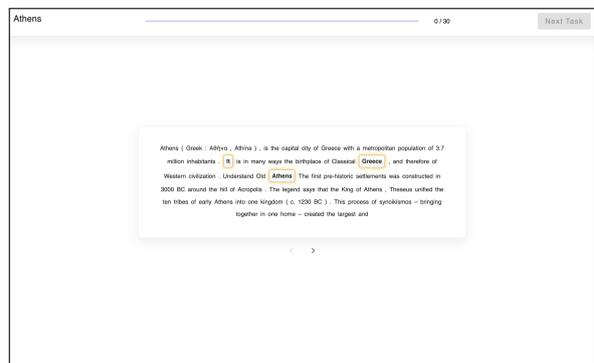 Athens
0 / 30
Next Task
Athens ( Greek : Αθήνα , Athína ) , is the capital city of Greece with a metropolitan population of 3.7
million inhabitants . It is in many ways the birthplace of Classical Greece , and therefore of
Western civilization . Understand Old Athens The first pre-historic settlements was constructed in
3000 BC around the hill of Acropolis . The legend says that the King of Athens , Theseus unified the
ten tribes of early Athens into one kingdom ( c. 1230 BC ) . This process of synoikismos – bringing
together in one home – created the largest and